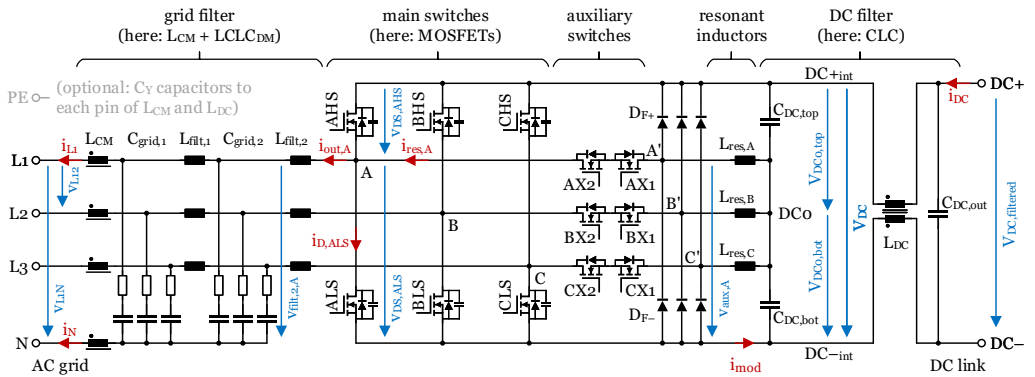 grid filter
(here: LCM + LCLCDM)
main switches
(here: MOSFETs)
auxiliary
switches
resonant
inductors
DC filter
(here: CLC)
PE
(optional: CY capacitors to
each pin of LCM and LDC)
AHS
BHS
CHS
vDS,AHS
DF+
DC+int
CDC,top
iDC
DC+
iL1
LCM
Cgrid,1
Lfilt,1
Cgrid,2
Lfilt,2
iout,A
ires,A
L1
A
A'
Lres,A
vL12
AX2
AX1
VDC0,top
L2
B
B'
Lres,B
DC0
VDC
CDC,out
VDC,filtered
BX2
BX1
iD,ALS
LDC
L3
C
C'
Lres,C
VDC0,bot
CX2
CX1
vL1N
vfilt,2,A
ALS
vDS,ALS
BLS
CLS
DF−
vaux,A
CDC,bot
N
iN
AC grid
imod
DC−int
DC−
DC link